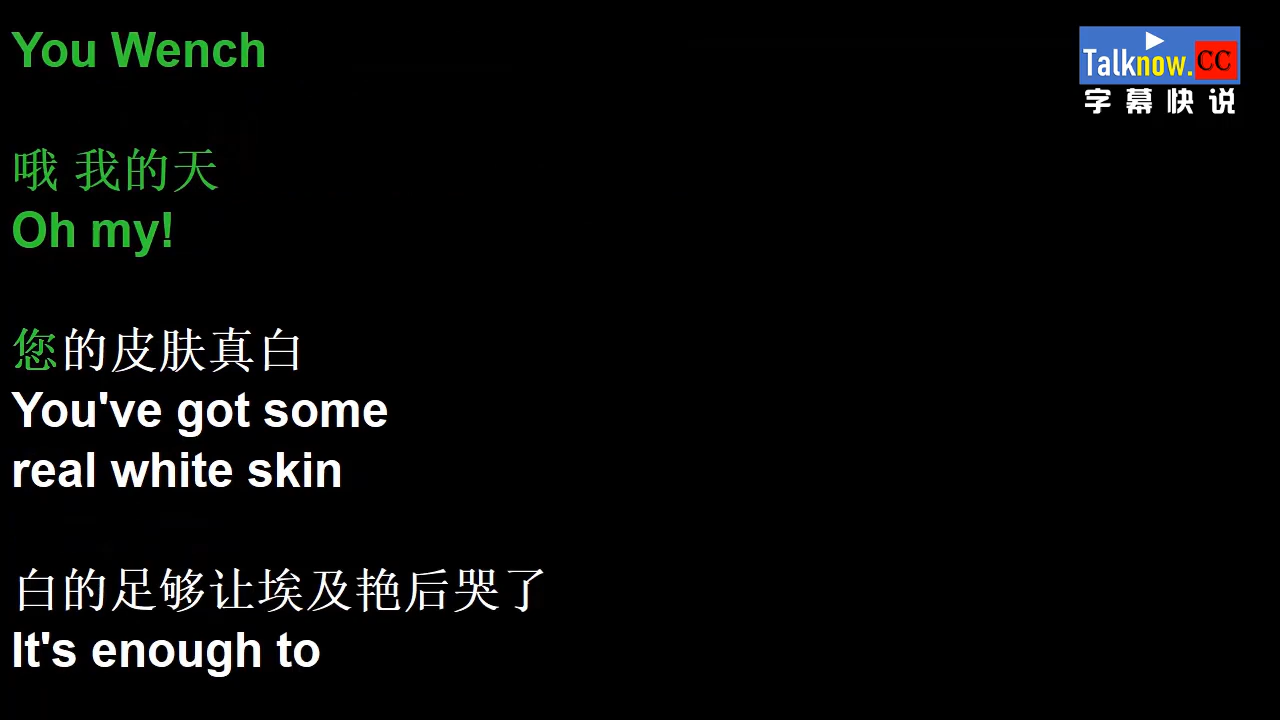 You Wench
Talknow.CC
字幕快说
哦 我的天
Oh my!
您的皮肤真白
You've got some
real white skin
白的足够让埃及艳后哭了
It's enough to